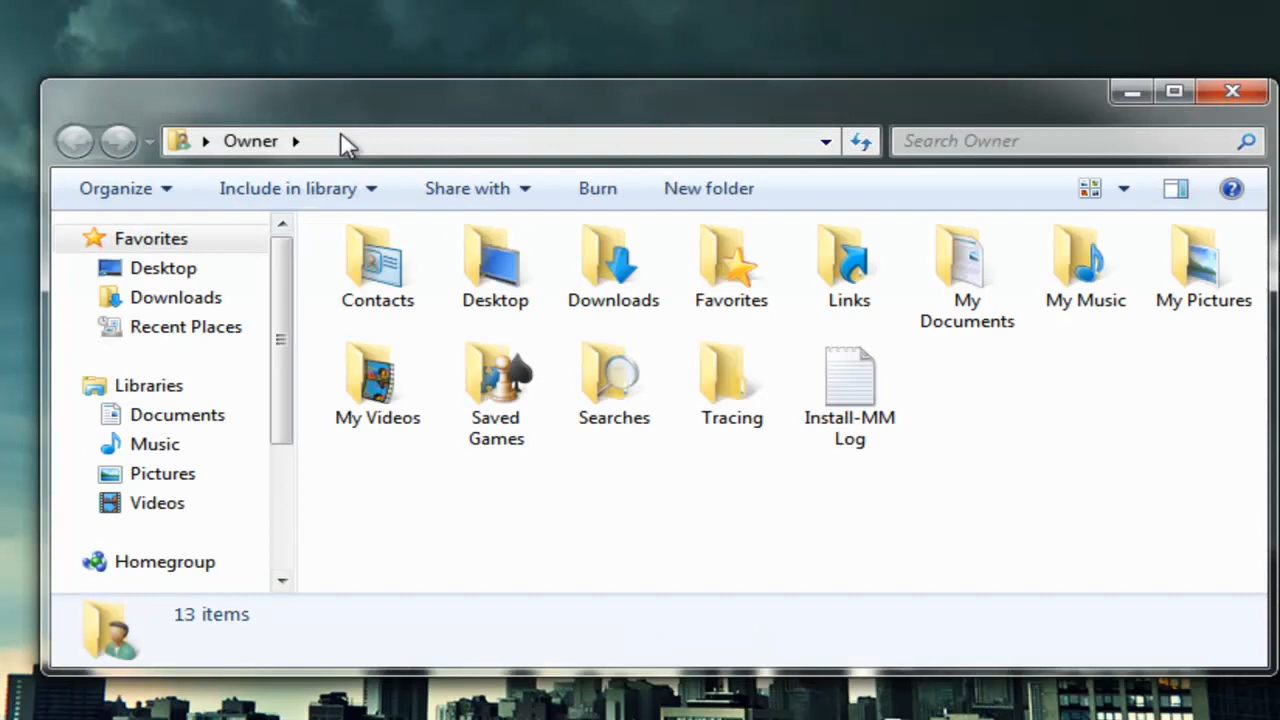 Owner
Search Owner
Organize
Include in library
Share with
Burn
New folder
Favorites
Desktop
Downloads
Recent Places
Libraries
Documents
Music
Pictures
Videos
Homegroup
Contacts
Desktop
Downloads
Favorites
Links
My
Documents
My Music
My Pictures
My Videos
Saved
Games
Searches
Tracing
Install-MM
Log
13 items